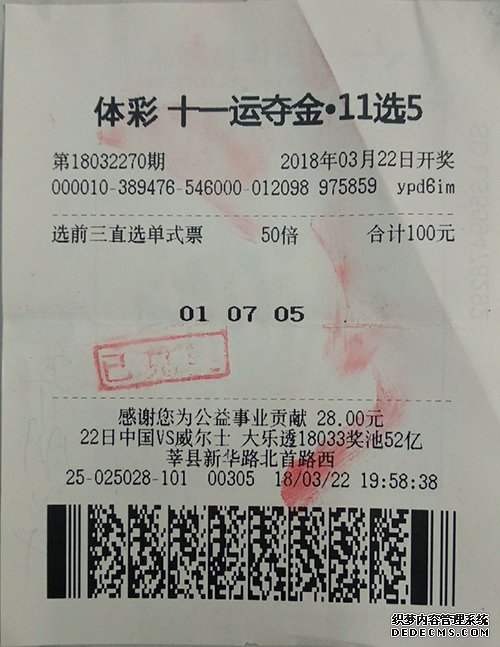 体彩 十一运夺金·11选5
第18032270期 2018年03月22日开奖
000010-389476-546000-012098 975859 ypd6im
选前三直选单式票 50倍 合计100元
01 07 05
感谢您为公益事业贡献 28.00元
22日中国VS威尔士 大乐透18033奖池52亿
莘县新华路北首路西
25-025028-101 00305 18/03/22 19:58:38
织梦内容管理系统
DEDECMS.COM